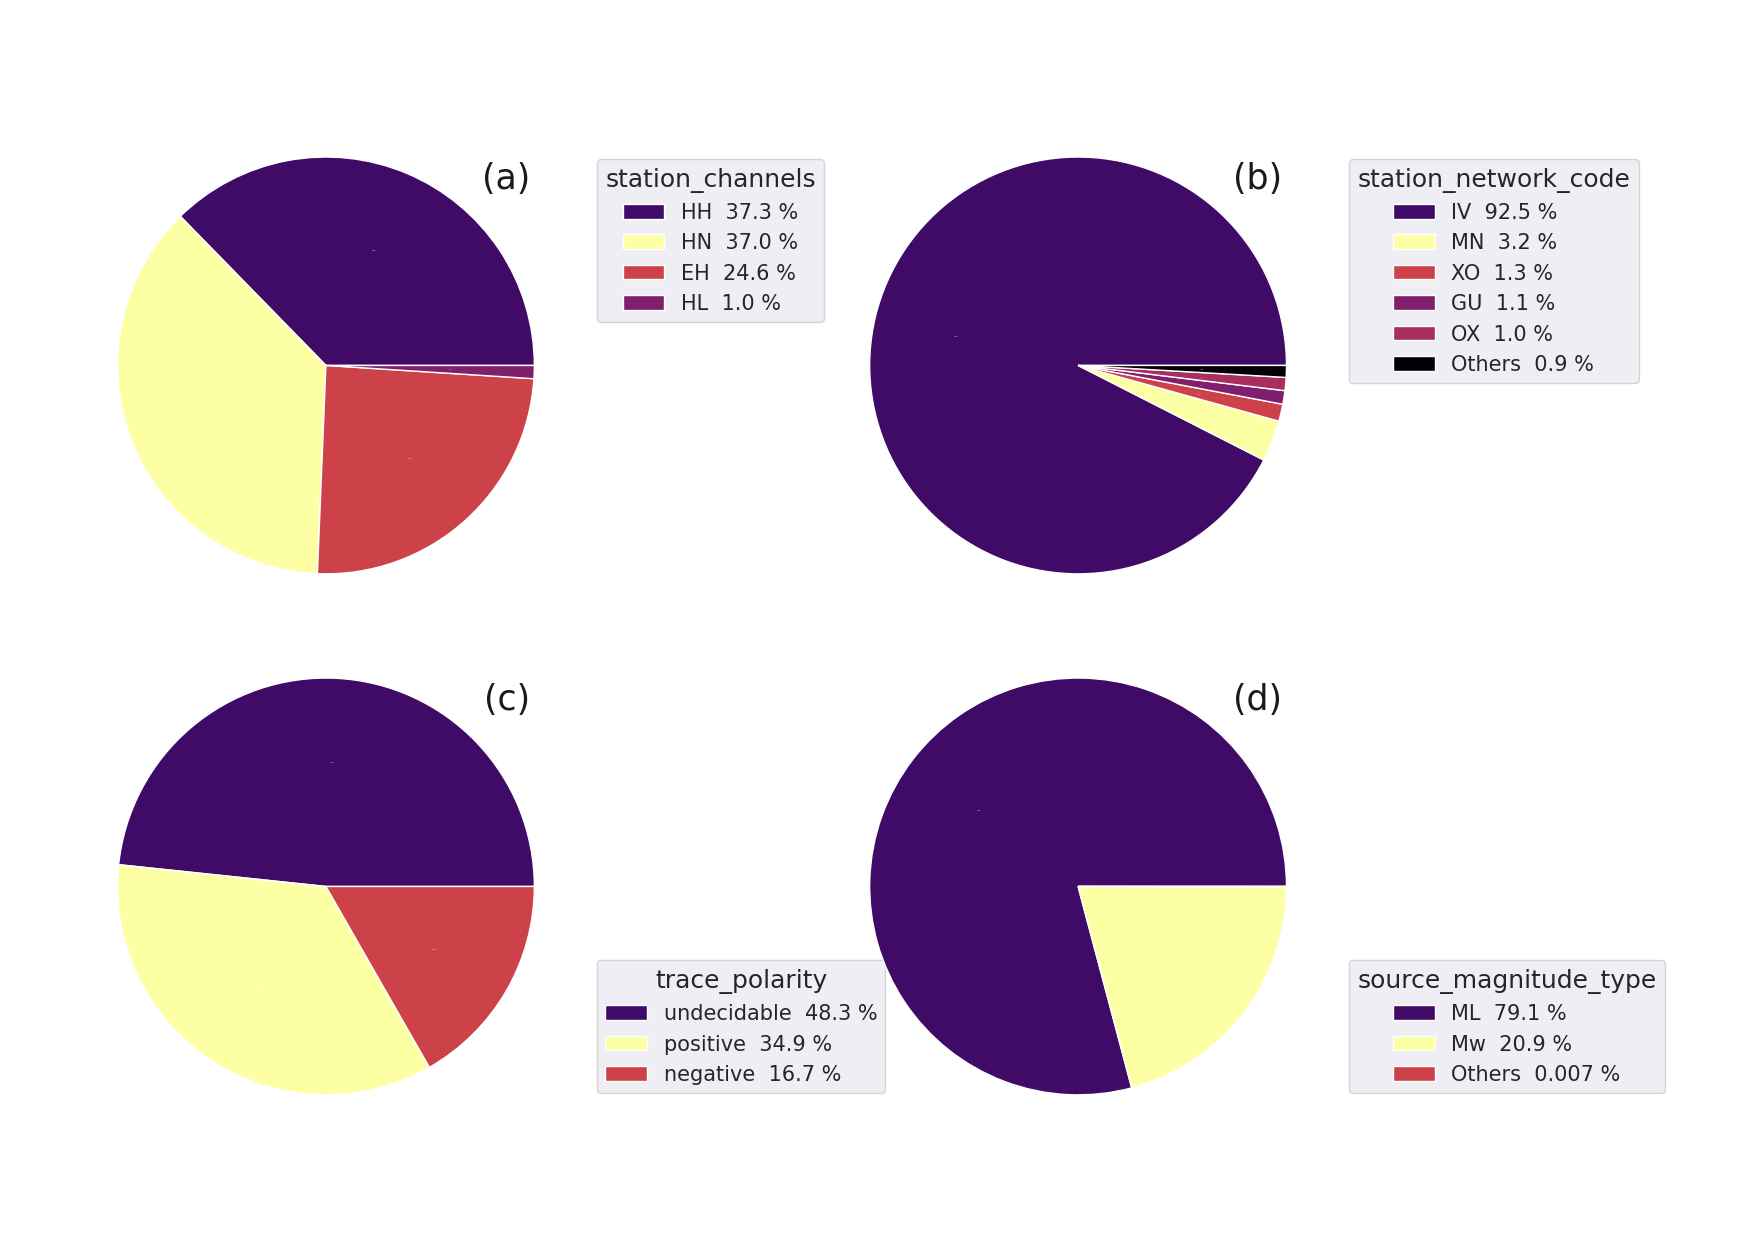 (a)
station_channels
HH 37.3 %
HN 37.0 %
EH 24.6 %
HL 1.0 %
(b)
station_network_code
IV 92.5 %
MN 3.2 %
XO 1.3 %
GU 1.1 %
OX 1.0 %
Others 0.9 %
(c)
trace_polarity
undecidable 48.3 %
positive 34.9 %
negative 16.7 %
(d)
source_magnitude_type
ML 79.1 %
Mw 20.9 %
Others 0.007 %